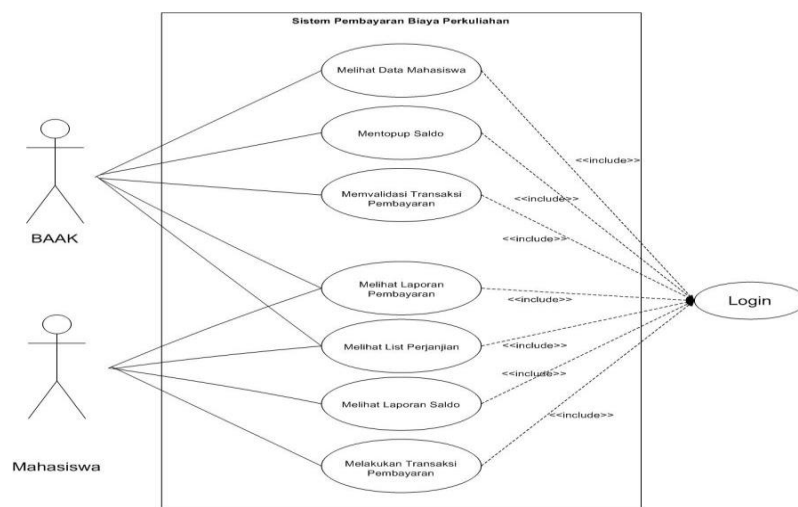 Sistem Pembayaran Biaya Perkuliahan
Melihat Data Mahasiswa
Mentopup Saldo
<<include>>
Memvalidasi Transaksi
Pembayaran
<<include>>
BAAK
<<include>>
Melihat Laporan
Pembayaran
<<include>>
Login
Melihat List Perjanjian
<<include>>
<<include>>
Melihat Laporan Saldo
<<include>>
Mahasiswa
Melakukan Transaksi
Pembayaran